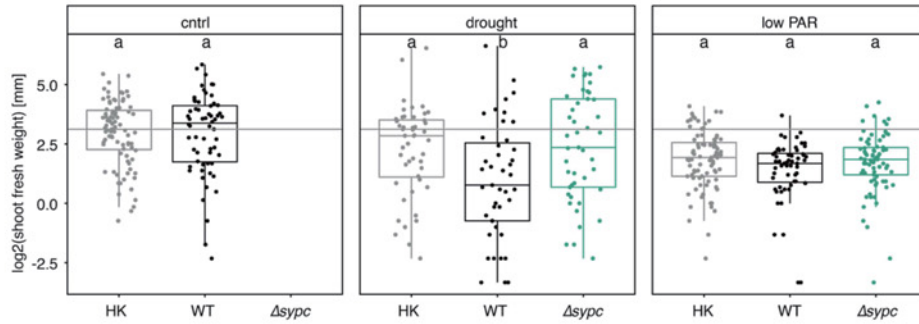 cntrl
drought
low PAR
a
a
a
b
a
a
a
a
log2(shoot fresh weight) [mm]
5.0
2.5
0.0
-2.5
HK
WT
Δsypc
HK
WT
Δsypc
HK
WT
Δsypc